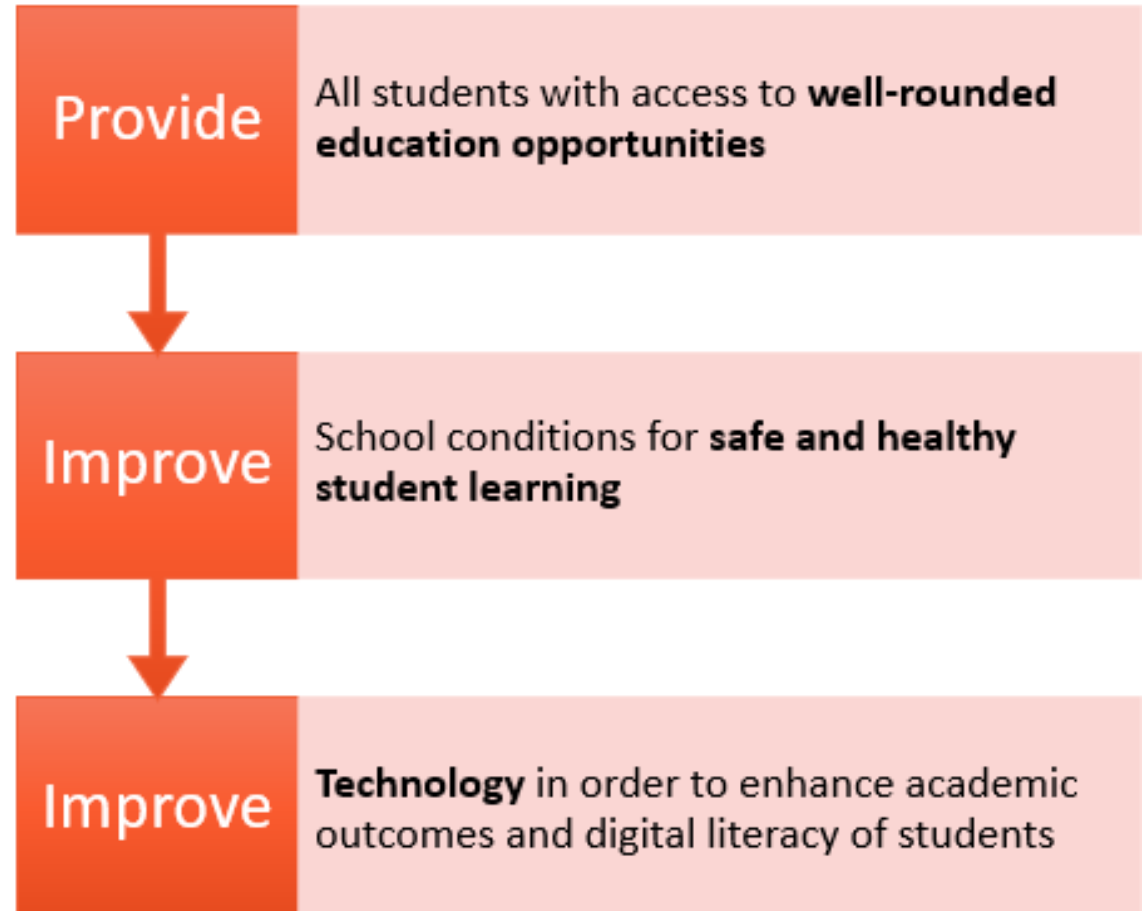 Provide
All students with access to well-rounded
education opportunities
Improve
School conditions for safe and healthy
student learning
Improve
Technology in order to enhance academic
outcomes and digital literacy of students